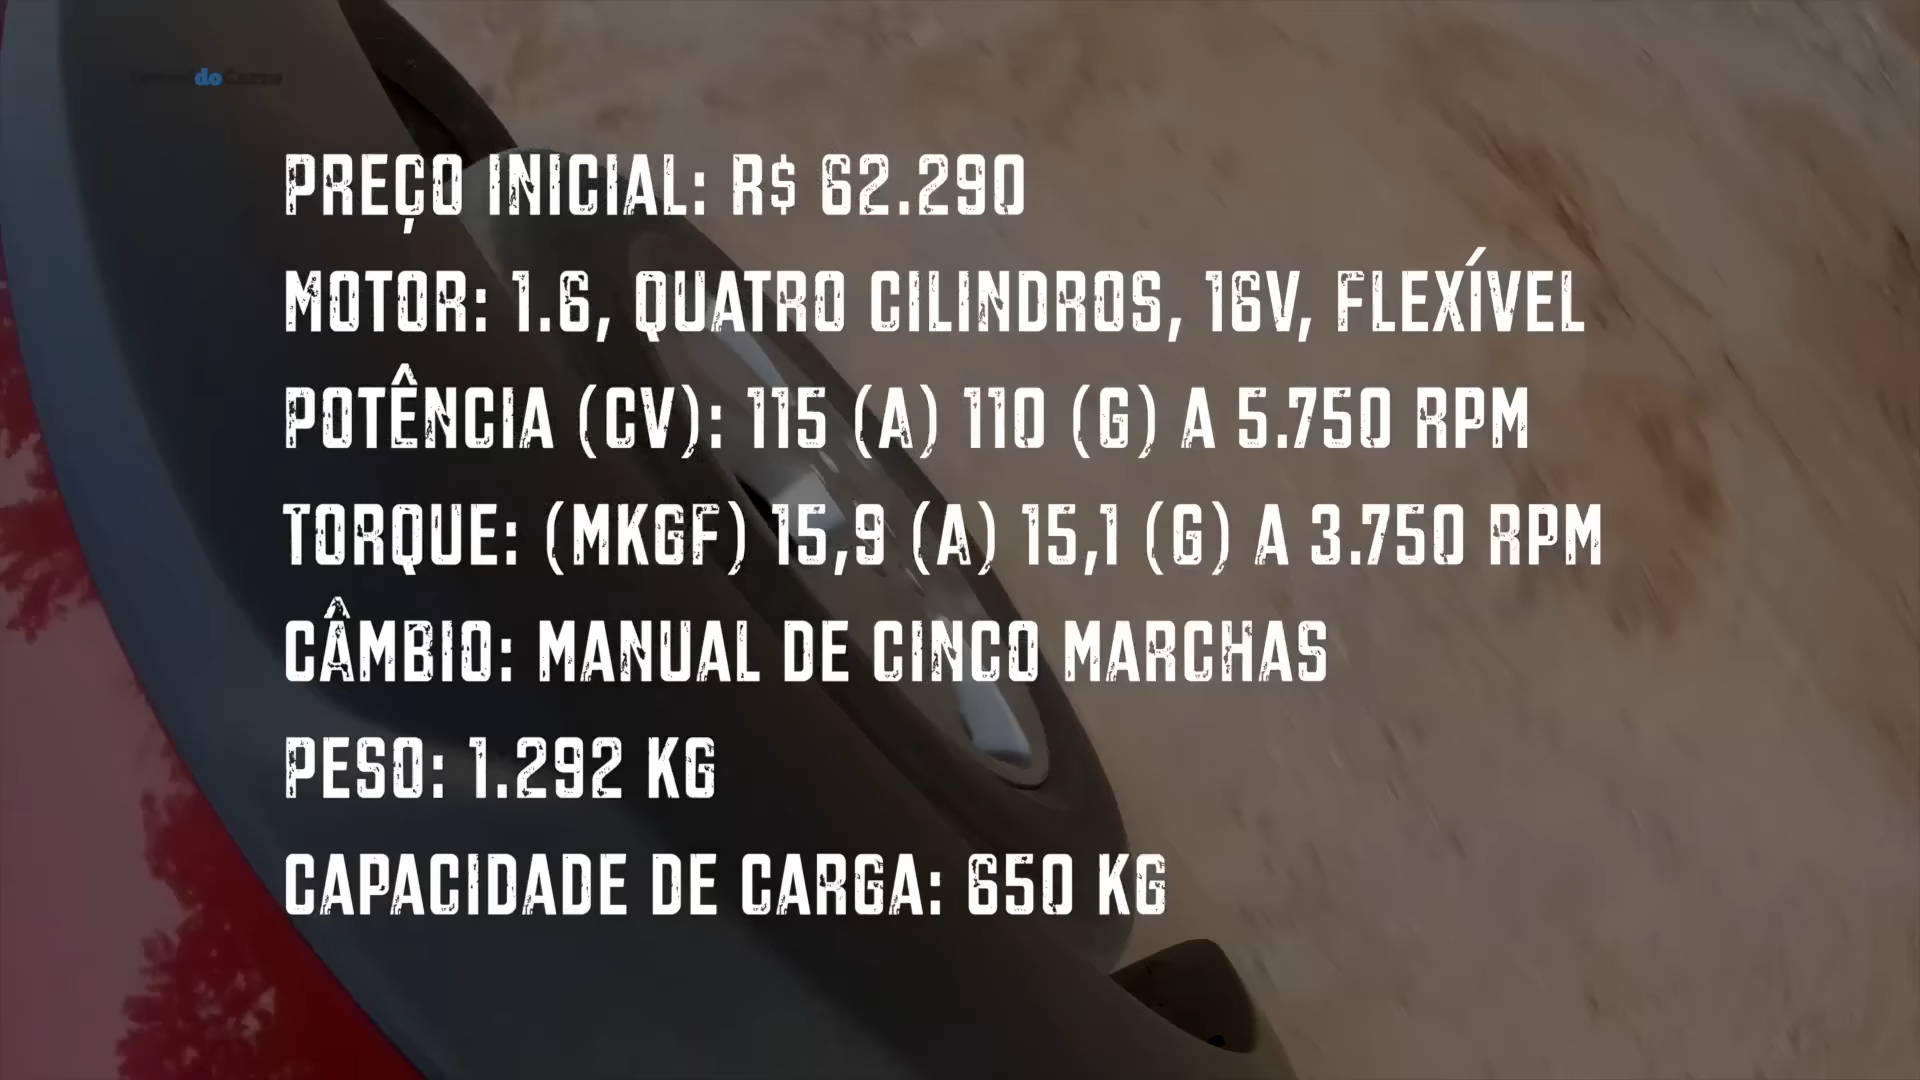 do
PREÇO INICIAL: R$ 62.290
MOTOR: 1.6, QUATRO CILINDROS, 16V, FLEXÍVEL
POTÊNCIA (CV): 115 (A) 110 (G) A 5.750 RPM
TORQUE: (MKGF) 15,9 (A) 15,1 (G) A 3.750 RPM
CÂMBIO: MANUAL DE CINCO MARCHAS
PESO: 1.292 KG
CAPACIDADE DE CARGA: 650 KG